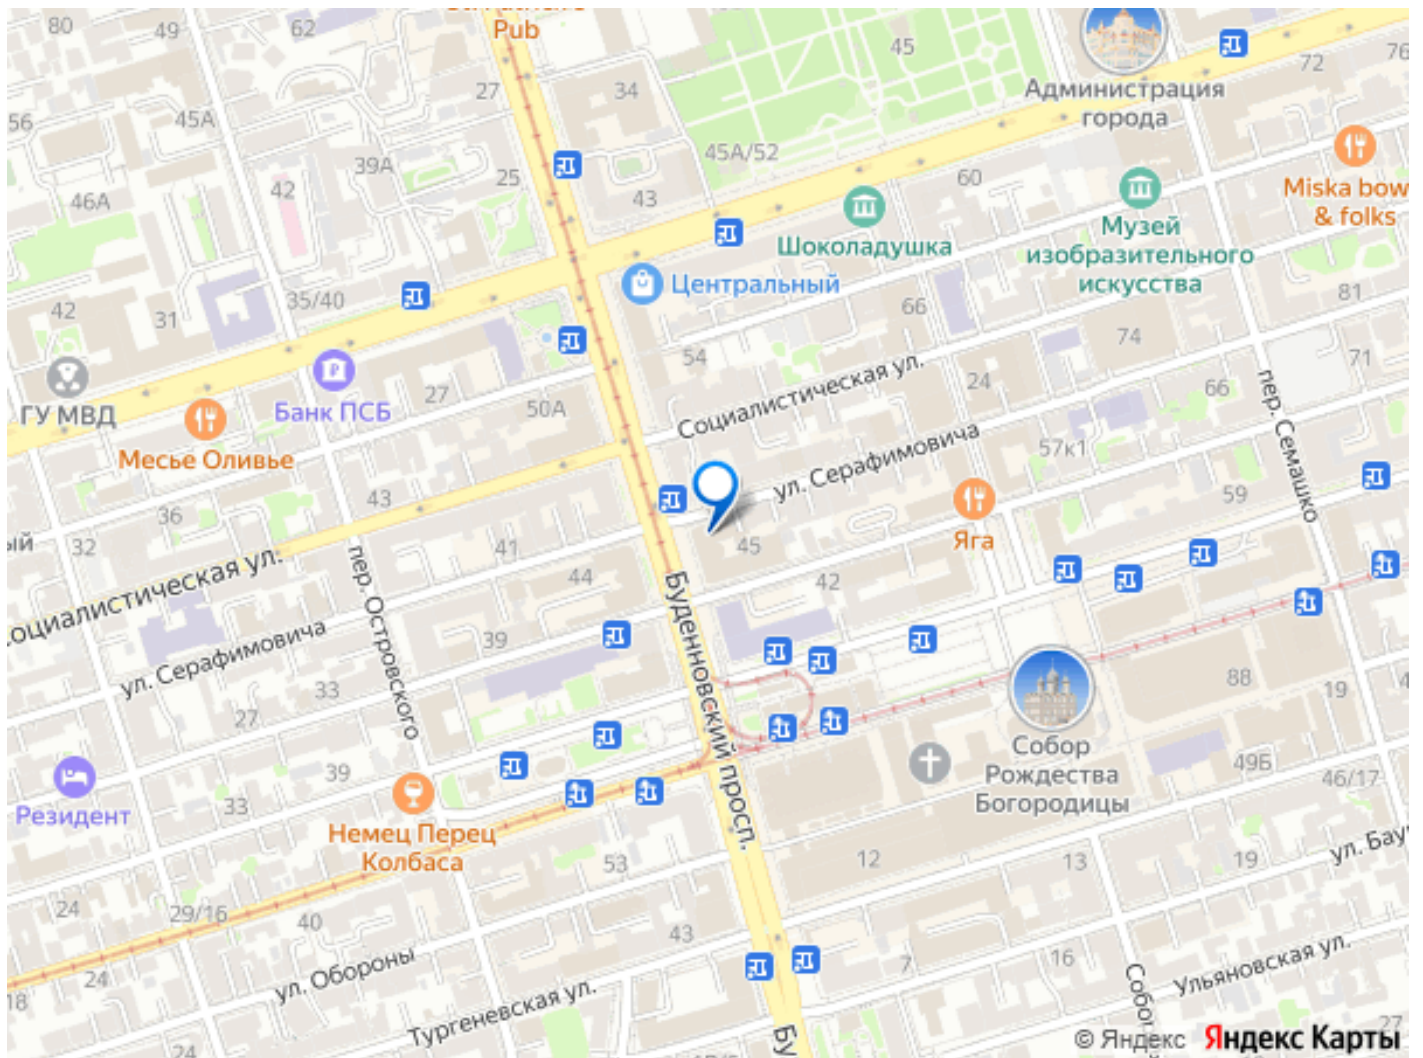 80
49
62
Pub
45
72
76
Администрация
города
27
34
56
45А
39А
45А/52
60
Miska bow
& folks
42
25
43
46А
Шоколадушка
Музей
изобразительного
искусства
Центральный
35/40
42
31
66
81
54
74
71
ГУ МВД
Банк ПСБ
27
50А
Социалистическая ул.
24
66
пер. Семашко
Месье Оливье
ул. Серафимовича
57к1
43
59
36
ый
32
41
45
Яга
Социалистическая ул.
пер. Островского
44
42
Буденновский просп.
ул. Серафимовича
39
33
27
88
19
4
Собор
Рождества
Богородицы
39
49Б
46/17
Резидент
33
Немец Перец
Колбаса
53
12
13
19
ул. Бау
24
29/16
40
43
ул. Обороны
7
16
Ульяновская ул.
24
18
Тургеневская ул.
Собо
Бу
24
27
© Яндекс Яндекс Карты